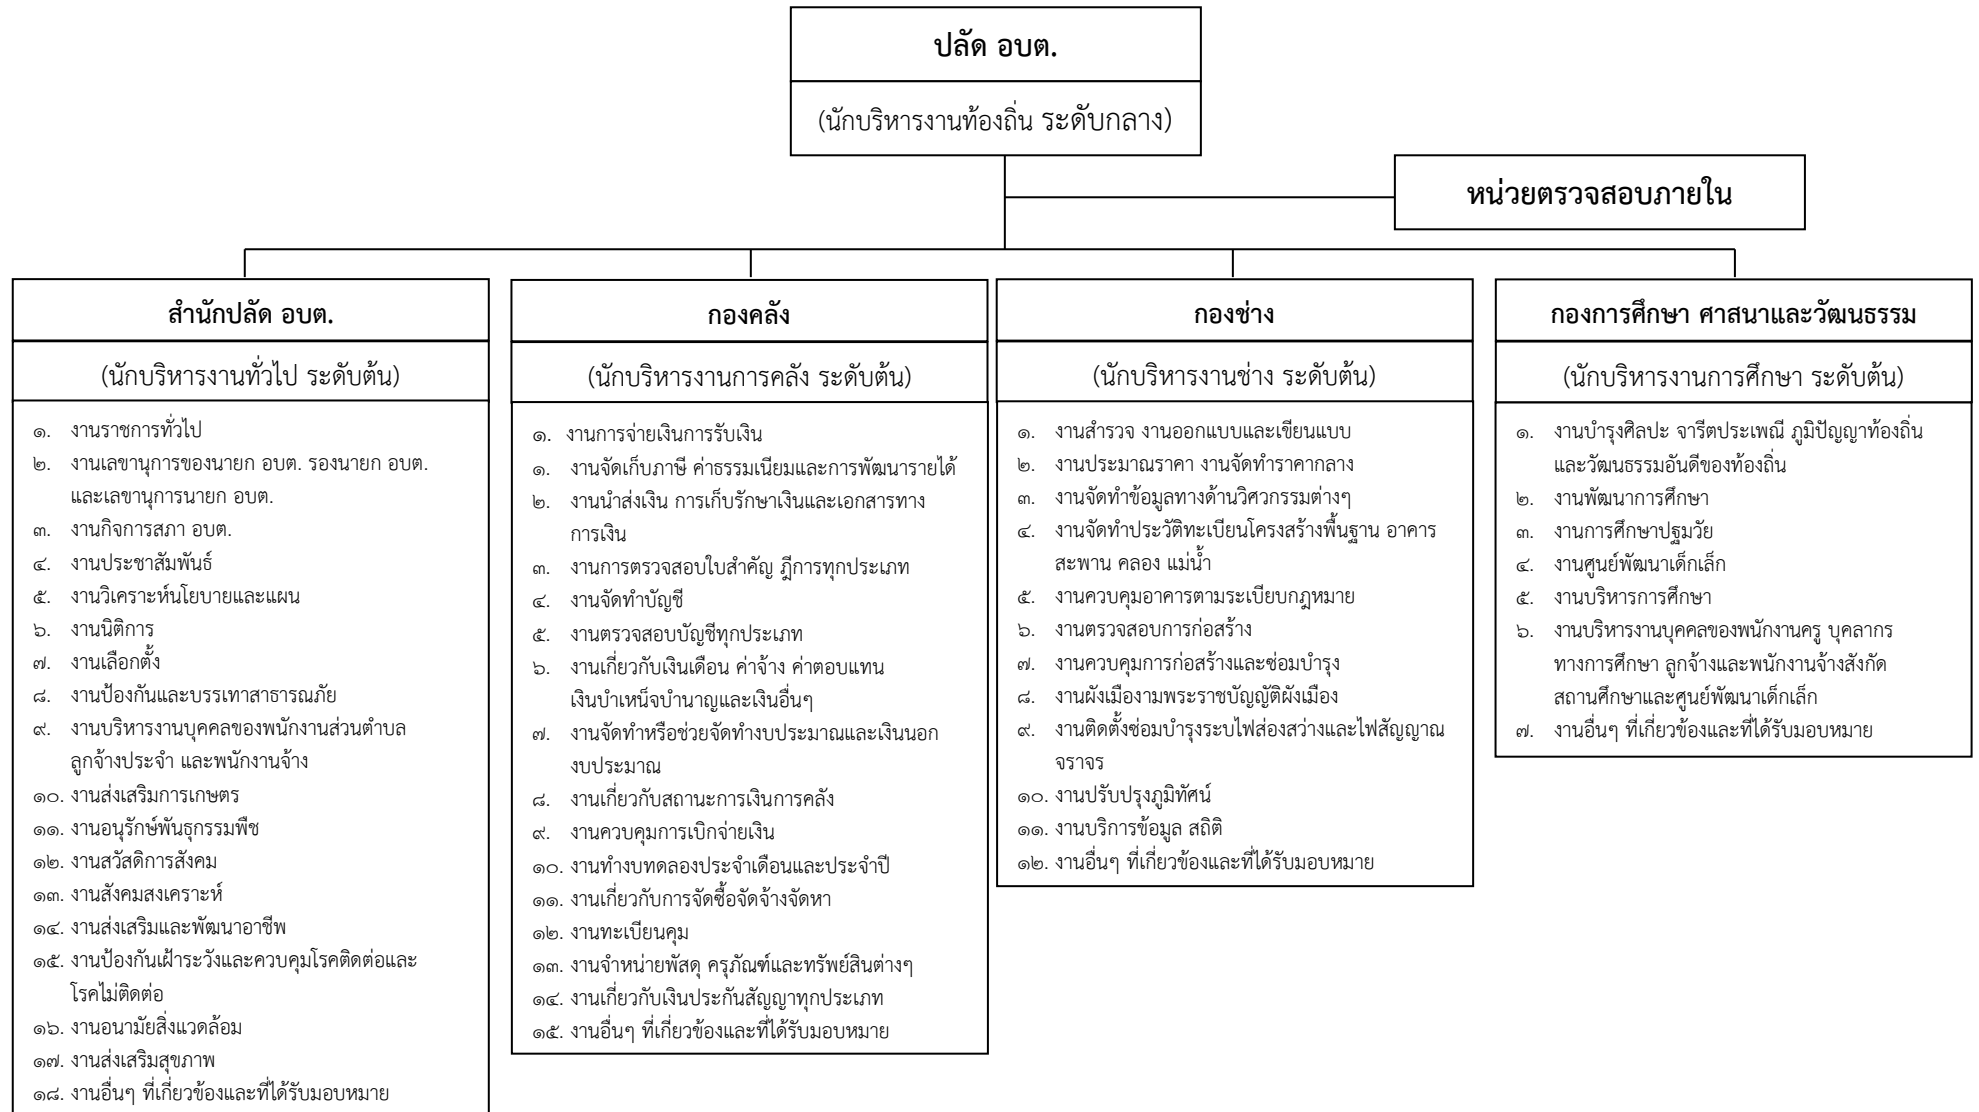 ปลัด อบต.
(นักบริหารงานท้องถิ่น ระดับกลาง)
หน่วยตรวจสอบภายใน
สำนักปลัด อบต.
(นักบริหารงานทั่วไป ระดับต้น)
๑. งานราชการทั่วไป
๒. งานเลขานุการของนายก อบต. รองนายก อบต.
และเลขานุการนายก อบต.
๓. งานกิจการสภา อบต.
๔. งานประชาสัมพันธ์
๕. งานวิเคราะห์นโยบายและแผน
๖. งานนิติการ
๗. งานเลือกตั้ง
๘. งานป้องกันและบรรเทาสาธารณภัย
๙. งานบริหารงานบุคคลของพนักงานส่วนตำบล
ลูกจ้างประจำ และพนักงานจ้าง
๑๐. งานส่งเสริมการเกษตร
๑๑. งานอนุรักษ์พันธุกรรมพืช
๑๒. งานสวัสดิการสังคม
๑๓. งานสังคมสงเคราะห์
๑๔. งานส่งเสริมและพัฒนาอาชีพ
๑๕. งานป้องกันเฝ้าระวังและควบคุมโรคติดต่อและ
โรคไม่ติดต่อ
๑๖. งานอนามัยสิ่งแวดล้อม
๑๗. งานส่งเสริมสุขภาพ
๑๘. งานอื่นๆ ที่เกี่ยวข้องและที่ได้รับมอบหมาย
กองคลัง
(นักบริหารงานการคลัง ระดับต้น)
๑. งานการจ่ายเงินการรับเงิน
๑. งานจัดเก็บภาษี ค่าธรรมเนียมและการพัฒนารายได้
๒. งานนำส่งเงิน การเก็บรักษาเงินและเอกสารทาง
การเงิน
๓. งานการตรวจสอบใบสำคัญ ฎีการทุกประเภท
๔. งานจัดทำบัญชี
๕. งานตรวจสอบบัญชีทุกประเภท
๖. งานเกี่ยวกับเงินเดือน ค่าจ้าง ค่าตอบแทน
เงินบำเหน็จบำนาญและเงินอื่นๆ
๗. งานจัดทำหรือช่วยจัดทำงบประมาณและเงินนอก
งบประมาณ
๘. งานเกี่ยวกับสถานะการเงินการคลัง
๙. งานควบคุมการเบิกจ่ายเงิน
๑๐. งานทำงบทดลองประจำเดือนและประจำปี
๑๑. งานเกี่ยวกับการจัดซื้อจัดจ้างจัดหา
๑๒. งานทะเบียนคุม
๑๓. งานจำหน่ายพัสดุ ครุภัณฑ์และทรัพย์สินต่างๆ
๑๔. งานเกี่ยวกับเงินประกันสัญญาทุกประเภท
๑๕. งานอื่นๆ ที่เกี่ยวข้องและที่ได้รับมอบหมาย
กองช่าง
(นักบริหารงานช่าง ระดับต้น)
๑. งานสำรวจ งานออกแบบและเขียนแบบ
๒. งานประมาณราคา งานจัดทำราคากลาง
๓. งานจัดทำข้อมูลทางด้านวิศวกรรมต่างๆ
๔. งานจัดทำประวัติทะเบียนโครงสร้างพื้นฐาน อาคาร
สะพาน คลอง แม่น้ำ
๕. งานควบคุมอาคารตามระเบียบกฎหมาย
๖. งานตรวจสอบการก่อสร้าง
๗. งานควบคุมการก่อสร้างและซ่อมบำรุง
๘. งานผังเมืองามพระราชบัญญัติผังเมือง
๙. งานติดตั้งซ่อมบำรุงระบไฟส่องสว่างและไฟสัญญาณ
จราจร
๑๐. งานปรับปรุงภูมิทัศน์
๑๑. งานบริการข้อมูล สถิติ
๑๒. งานอื่นๆ ที่เกี่ยวข้องและที่ได้รับมอบหมาย
กองการศึกษา ศาสนาและวัฒนธรรม
(นักบริหารงานการศึกษา ระดับต้น)
๑. งานบำรุงศิลปะ จารีตประเพณี ภูมิปัญญาท้องถิ่น
และวัฒนธรรมอันดีของท้องถิ่น
๒. งานพัฒนาการศึกษา
๓. งานการศึกษาปฐมวัย
๔. งานศูนย์พัฒนาเด็กเล็ก
๕. งานบริหารการศึกษา
๖. งานบริหารงานบุคคลของพนักงานครู บุคลากร
ทางการศึกษา ลูกจ้างและพนักงานจ้างสังกัด
สถานศึกษาและศูนย์พัฒนาเด็กเล็ก
๗. งานอื่นๆ ที่เกี่ยวข้องและที่ได้รับมอบหมาย